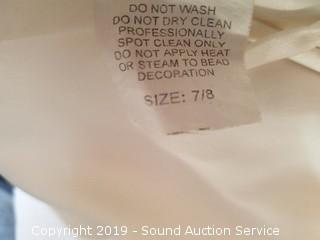 DO NOT WASH
DO NOT DRY CLEAN
PROFESSIONALLY
SPOT CLEAN ONLY
DO NOT APPLY HEAT
OR STEAM TO BEAD
DECORATION
SIZE: 7/8
Copyright 2019 - Sound Auction Service